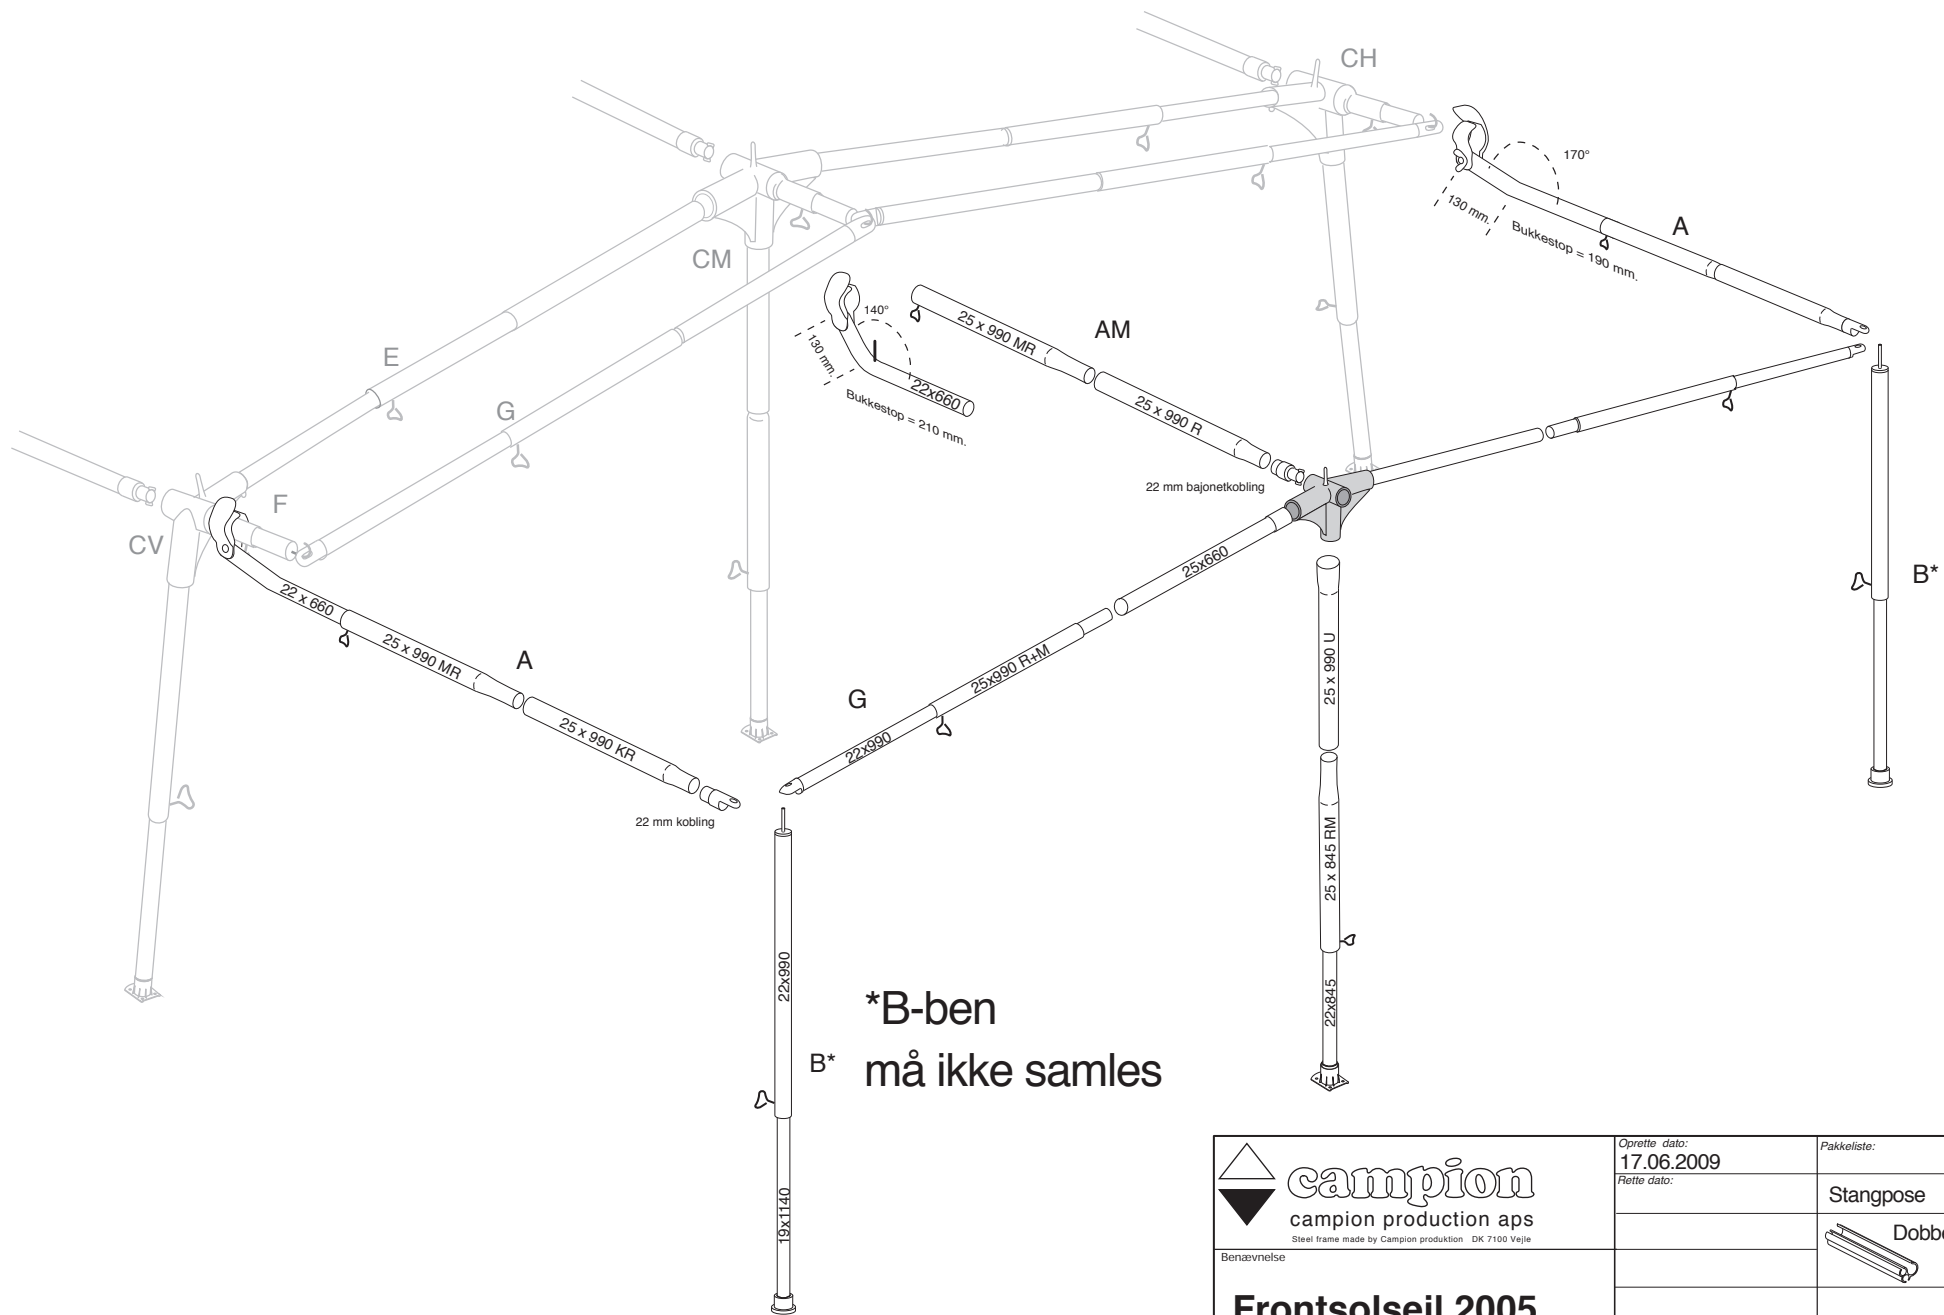 CH
170°
130 mm.
Bukkestop = 190 mm.
A
CM
140°
130 mm.
22x660
Bukkestop = 210 mm.
25 x 990 MR
AM
25 x 990 R
22 mm bajonetkobling
E
G
F
CV
22 x 660
25 x 990 MR
A
25 x 990 KR
22 mm kobling
G
22x990
25x990 R+M
25x660
25 x 990 U
25 x 845 RM
22x845
B*
22x990
B*
19x1140
*B-ben
må ikke samles
campion
campion production aps
Steel frame made by Campion produktion DK 7100 Vejle
Benævnelse
Frontsolsejl 2005
Oprette dato:
17.06.2009
Rette dato:
Pakkeliste:
Stangpose